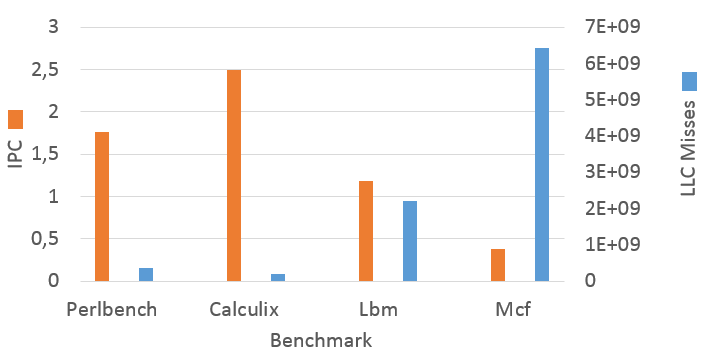 3
2,5
2
1,5
1
0,5
0
IPC
7E+09
6E+09
5E+09
4E+09
3E+09
2E+09
1E+09
0
LLC Misses
Perlbench Calculix Lbm Mcf
Benchmark